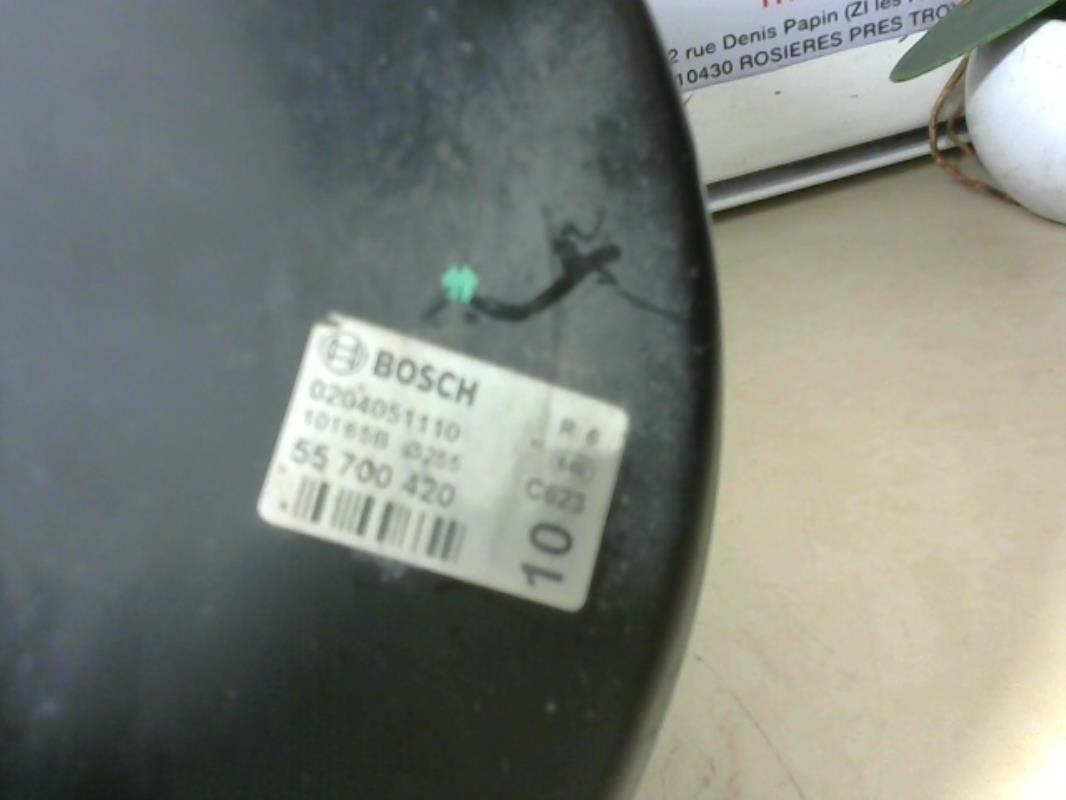 2 rue Denis Papin (ZI les
10430 ROSIERES PRES TROY
BOSCH
0204051110
10165B Ø255
55 700 420
R 6
C623
10